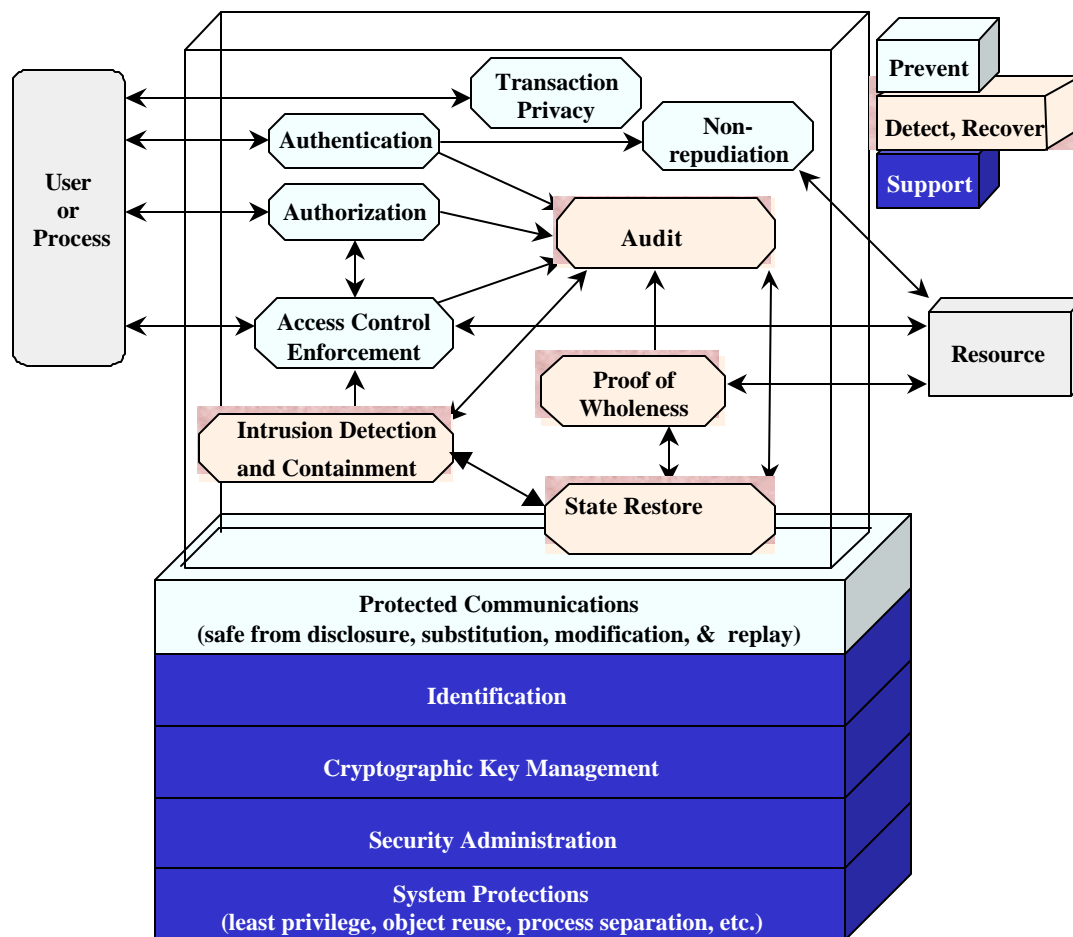 Transaction
Privacy
Prevent
Detect, Recover
Support
Authentication
Non-
repudiation
User
or
Process
Authorization
Audit
Access Control
Enforcement
Resource
Proof of
Wholeness
Intrusion Detection
and Containment
State Restore
Protected Communications
(safe from disclosure, substitution, modification, & replay)
Identification
Cryptographic Key Management
Security Administration
System Protections
(least privilege, object reuse, process separation, etc.)